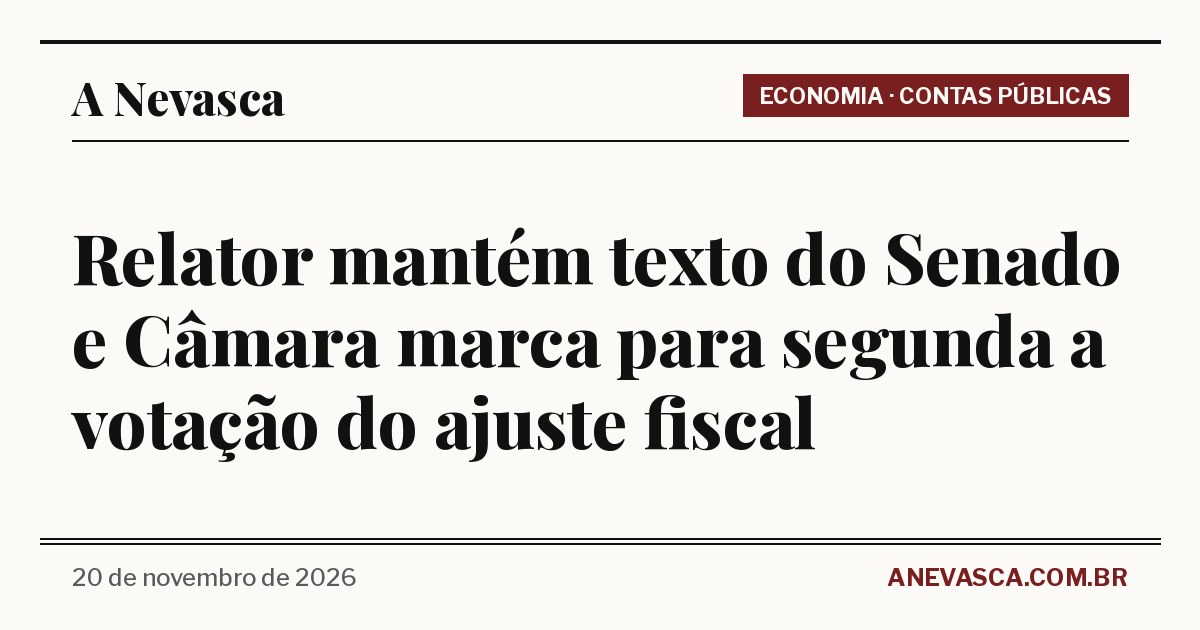 A Nevasca
ECONOMIA · CONTAS PÚBLICAS
Relator mantém texto do Senado
e Câmara marca para segunda a
votação do ajuste fiscal
20 de novembro de 2026
ANEVASCA.COM.BR